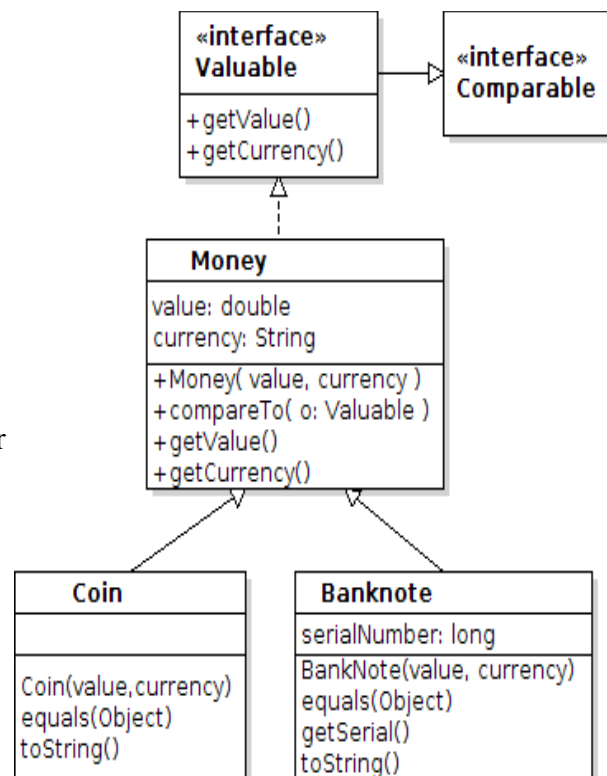 «interface»
Valuable
+getValue()
+getCurrency()
«interface»
Comparable
Money
value: double
currency: String
+Money( value, currency )
+compareTo( o: Valuable )
+getValue()
+getCurrency()
r
Coin
Coin(value,currency)
equals(Object)
toString()
Banknote
serialNumber: long
BankNote(value, currency)
equals(Object)
getSerial()
toString()